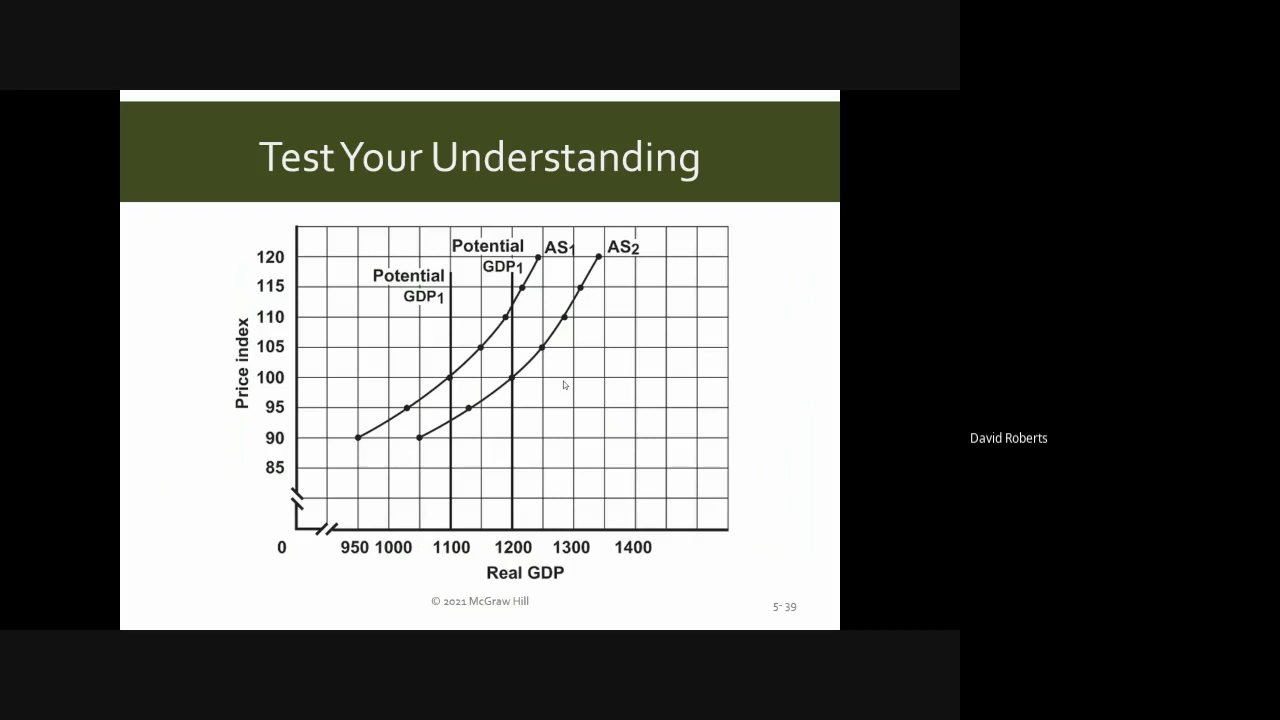 Test Your Understanding
Potential
GDP1
AS1
AS2
Potential
GDP1
120
115
110
105
100
95
90
85
Price index
0
950 1000 1100 1200 1300 1400
Real GDP
© 2021 McGraw Hill
5- 39
David Roberts